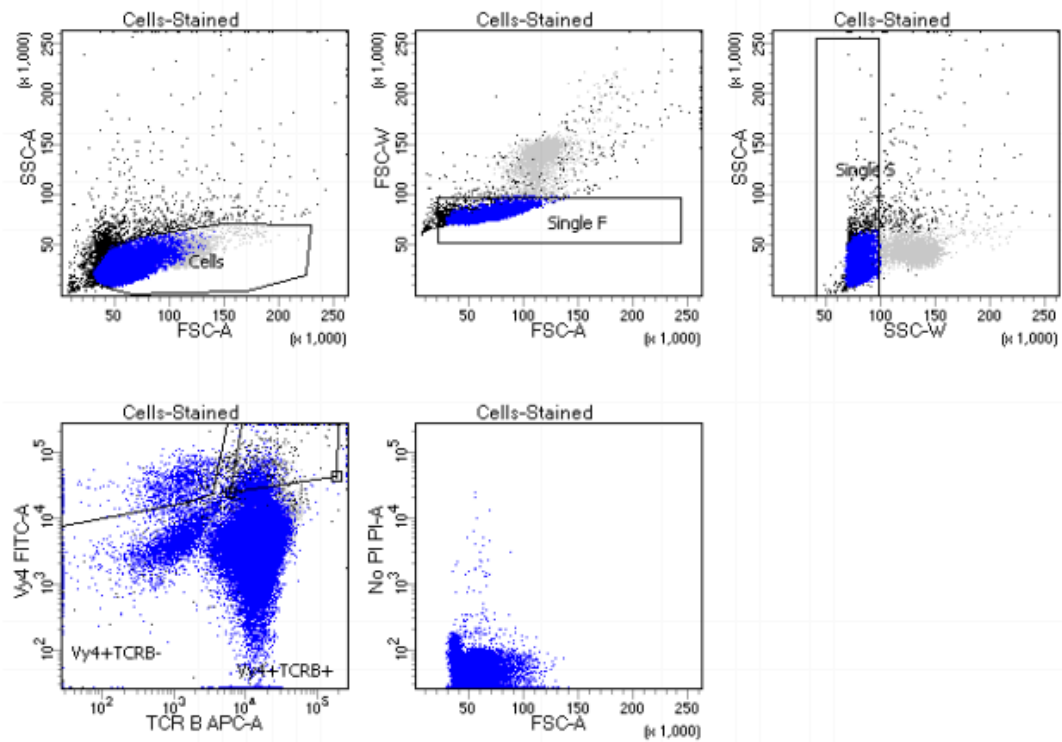 Cells-Stained
SSC-A
(x 1,000)
50 100 150 200 250
Cells
50 100 150 200 250
FSC-A
(x 1,000)
Cells-Stained
FSC-W
(x 1,000)
50 100 150 200 250
Single F
50 100 150 200 250
FSC-A
(x 1,000)
Cells-Stained
SSC-A
(x 1,000)
50 100 150 200 250
Single S
50 100 150 200 250
SSC-W
(x 1,000)
Cells-Stained
Vy4 FITC-A
10^2 10^3 10^4 10^5
Vy4+TCRB-
Vy4+TCRB+
10^2 10^3 10^4 10^5
TCR B APC-A
Cells-Stained
No PI PI-A
10^2 10^3 10^4 10^5
50 100 150 200 250
FSC-A
(x 1,000)